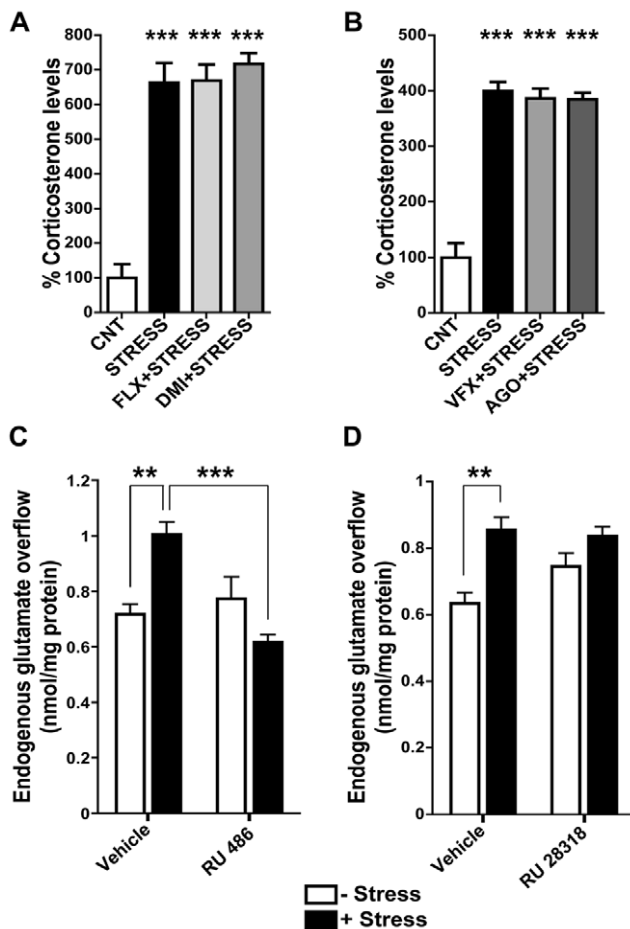 A
% Corticosterone levels
800
700
600
500
400
300
200
100
0
*** *** ***
CNT
STRESS
FLX+STRESS
DMI+STRESS
B
% Corticosterone levels
500
400
300
200
100
0
*** *** ***
CNT
STRESS
VFX+STRESS
AGO+STRESS
C
Endogenous glutamate overflow
(nmol/mg protein)
1.2
1
0.8
0.6
0.4
0.2
0
** ***
Vehicle
RU 486
D
Endogenous glutamate overflow
(nmol/mg protein)
1
0.8
0.6
0.4
0.2
0
**
Vehicle
RU 28318
- Stress
+ Stress